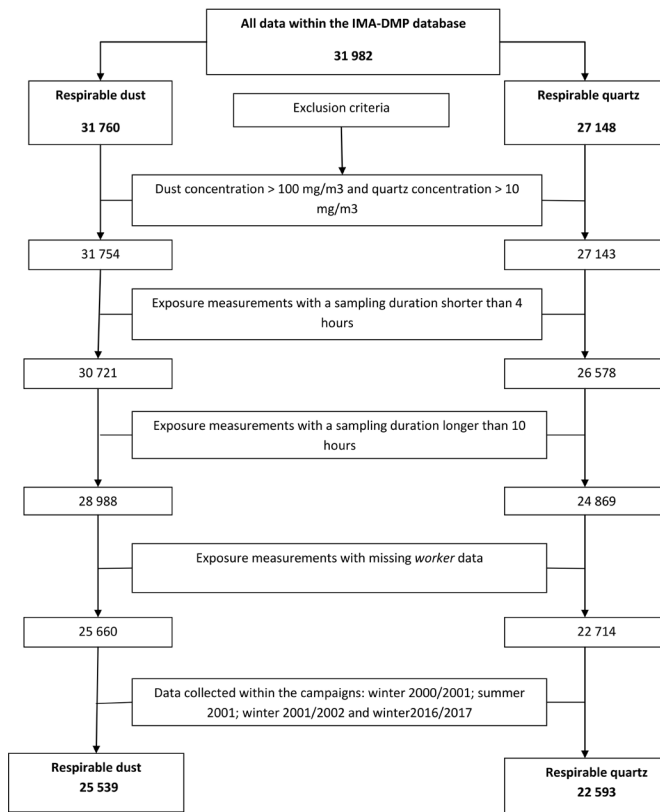 All data within the IMA-DMP database
31 982
Respirable dust
31 760
Exclusion criteria
Respirable quartz
27 148
Dust concentration > 100 mg/m3 and quartz concentration > 10
mg/m3
31 754
27 143
Exposure measurements with a sampling duration shorter than 4
hours
30 721
26 578
Exposure measurements with a sampling duration longer than 10
hours
28 988
24 869
Exposure measurements with missing worker data
25 660
22 714
Data collected within the campaigns: winter 2000/2001; summer
2001; winter 2001/2002 and winter2016/2017
Respirable dust
25 539
Respirable quartz
22 593